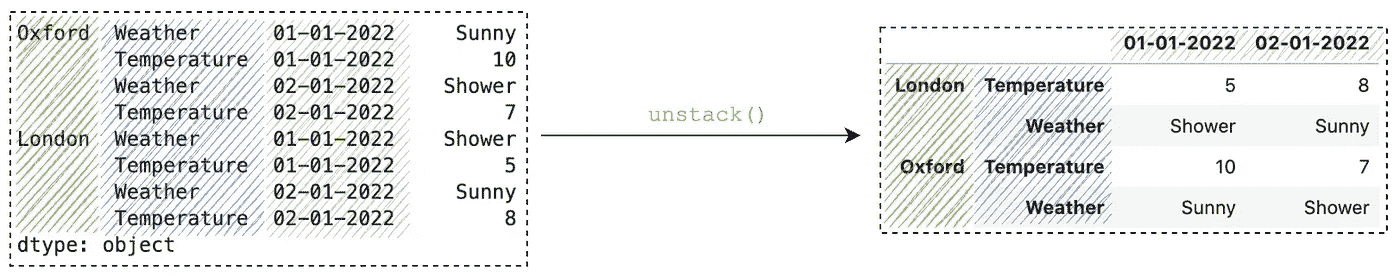 Oxford Weather 01-01-2022 Sunny
Temperature 01-01-2022 10
Weather 02-01-2022 Shower
Temperature 02-01-2022 7
London Weather 01-01-2022 Shower
Temperature 01-01-2022 5
Weather 02-01-2022 Sunny
Temperature 02-01-2022 8
dtype: object
unstack()
01-01-2022 02-01-2022
London Temperature 5 8
Weather Shower Sunny
Oxford Temperature 10 7
Weather Sunny Shower